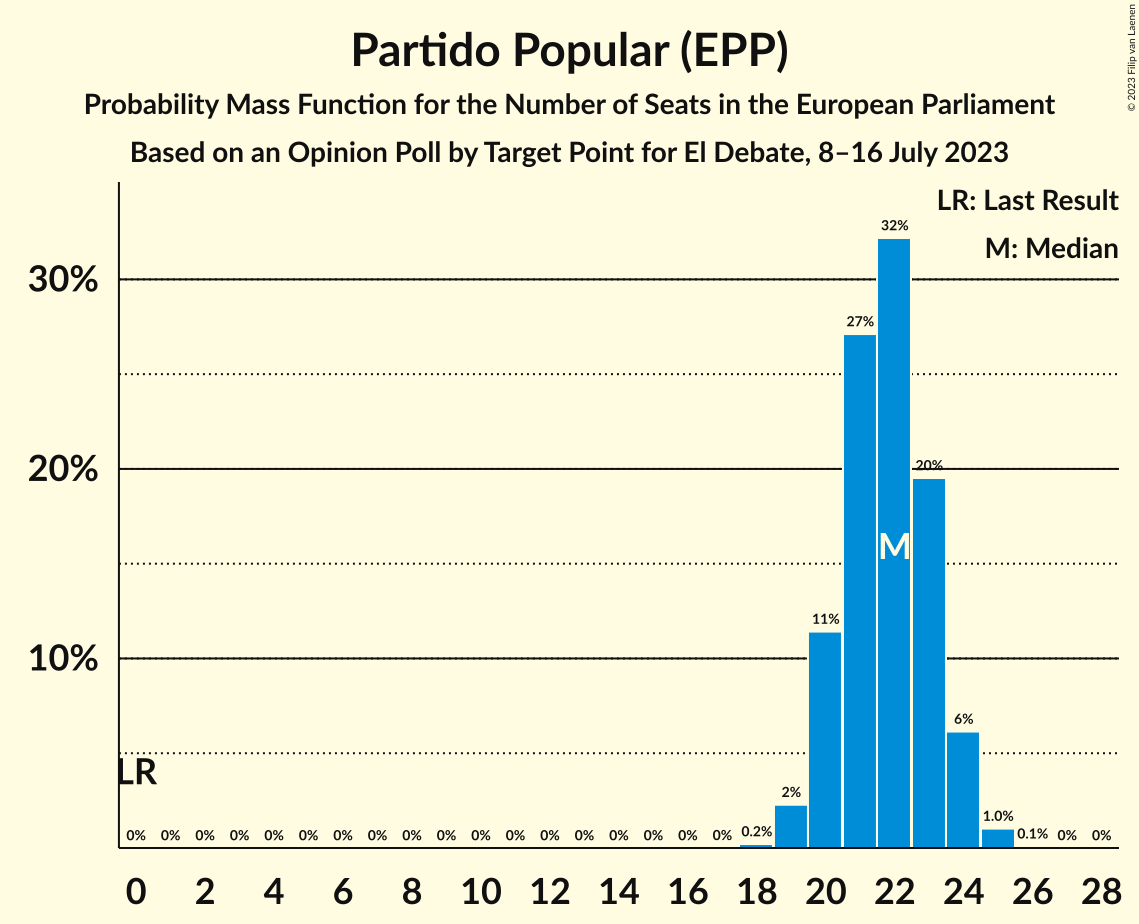 Partido Popular (EPP)
Probability Mass Function for the Number of Seats in the European Parliament
Based on an Opinion Poll by Target Point for El Debate, 8–16 July 2023
© 2023 Filip van Laenen
LR: Last Result
M: Median
32%
30%
27%
20%
20%
M
11%
10%
6%
LR
2%
0% 0% 0% 0% 0% 0% 0% 0% 0% 0% 0% 0% 0% 0% 0% 0% 0% 0% 0.2% 1.0% 0.1% 0% 0%
0 2 4 6 8 10 12 14 16 18 20 22 24 26 28